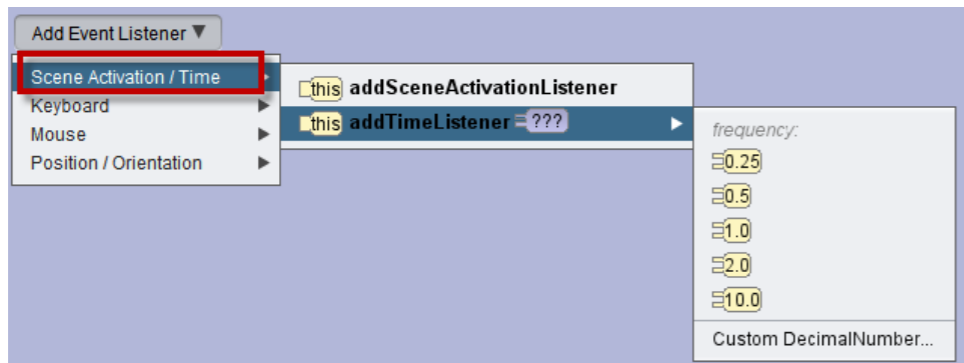 Add Event Listener ▼
Scene Activation / Time
Keyboard
Mouse
Position / Orientation
this addSceneActivationListener
this addTimeListener ???
frequency:
0.25
0.5
1.0
2.0
10.0
Custom DecimalNumber...